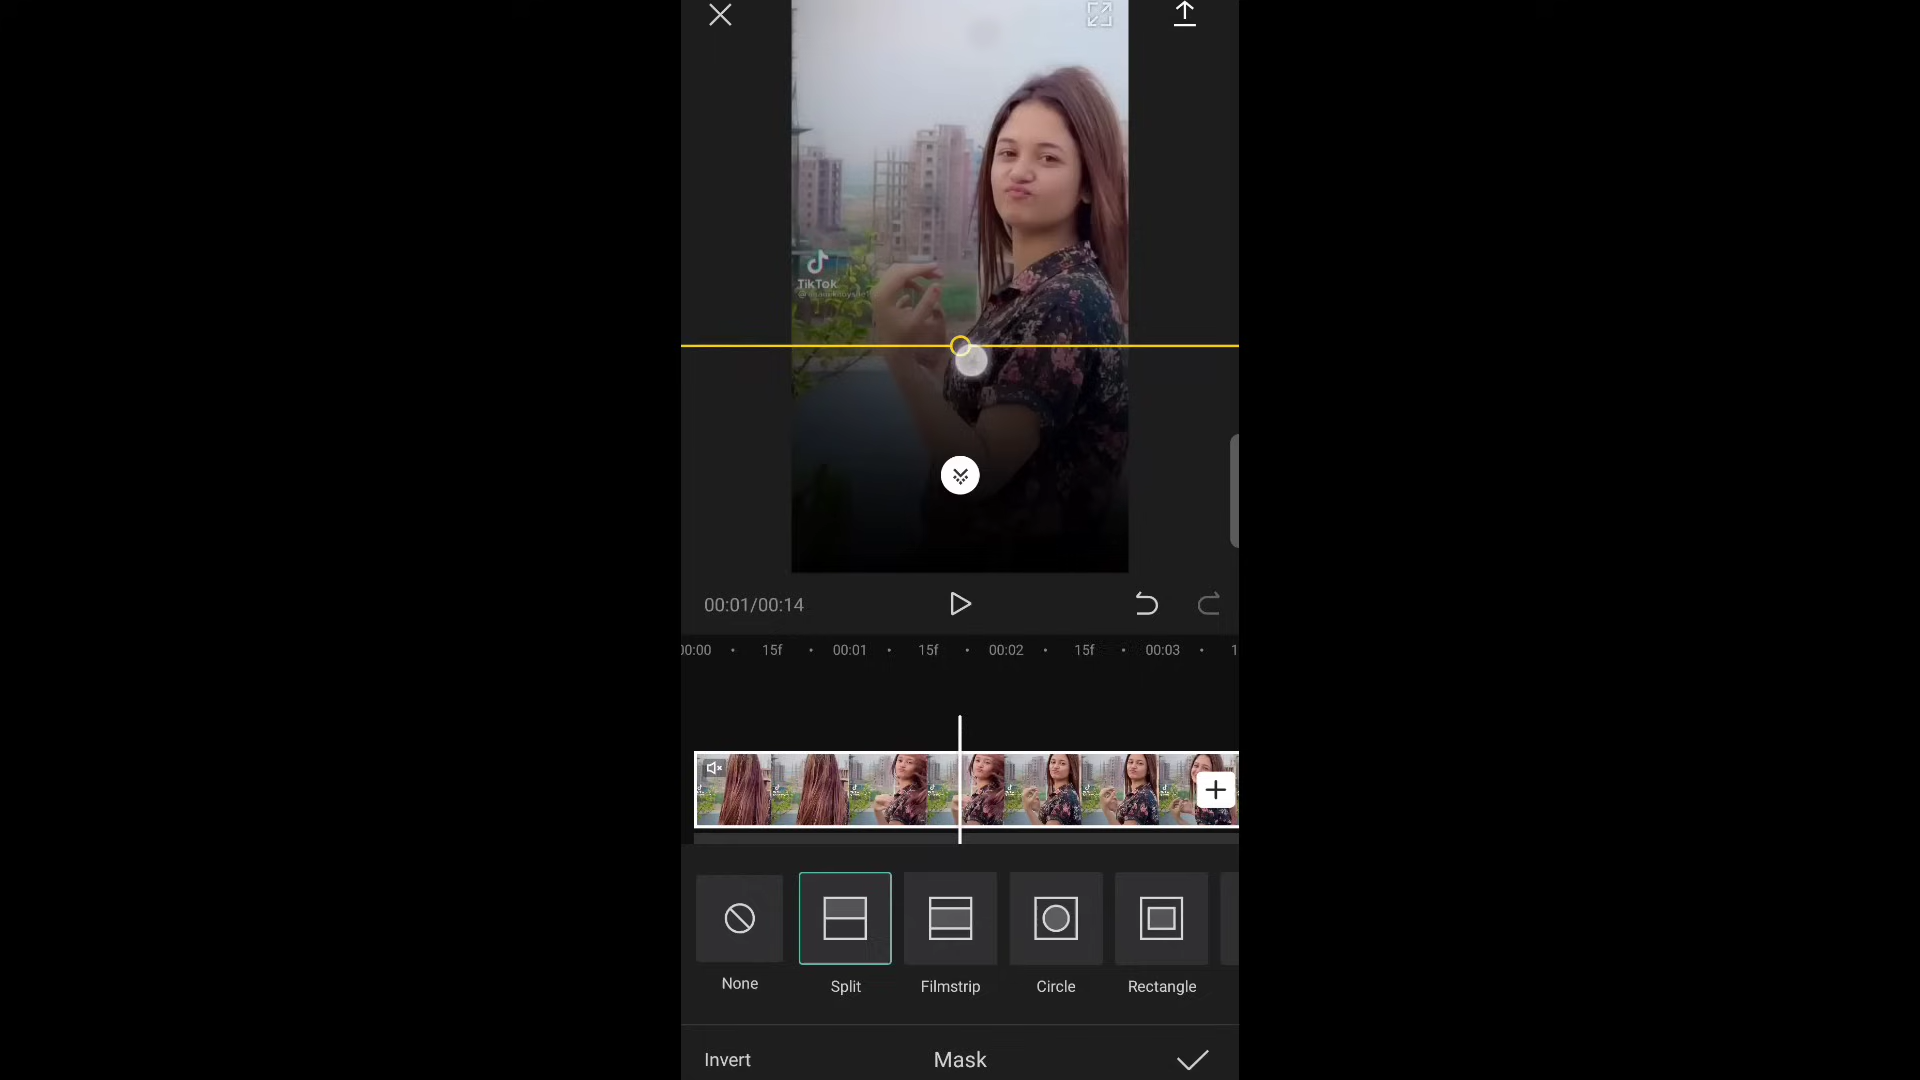 TikTok
00:01/00:14
00:00 15f 00:01 15f 00:02 15f 00:03 1
None Split Filmstrip Circle Rectangle
Invert Mask